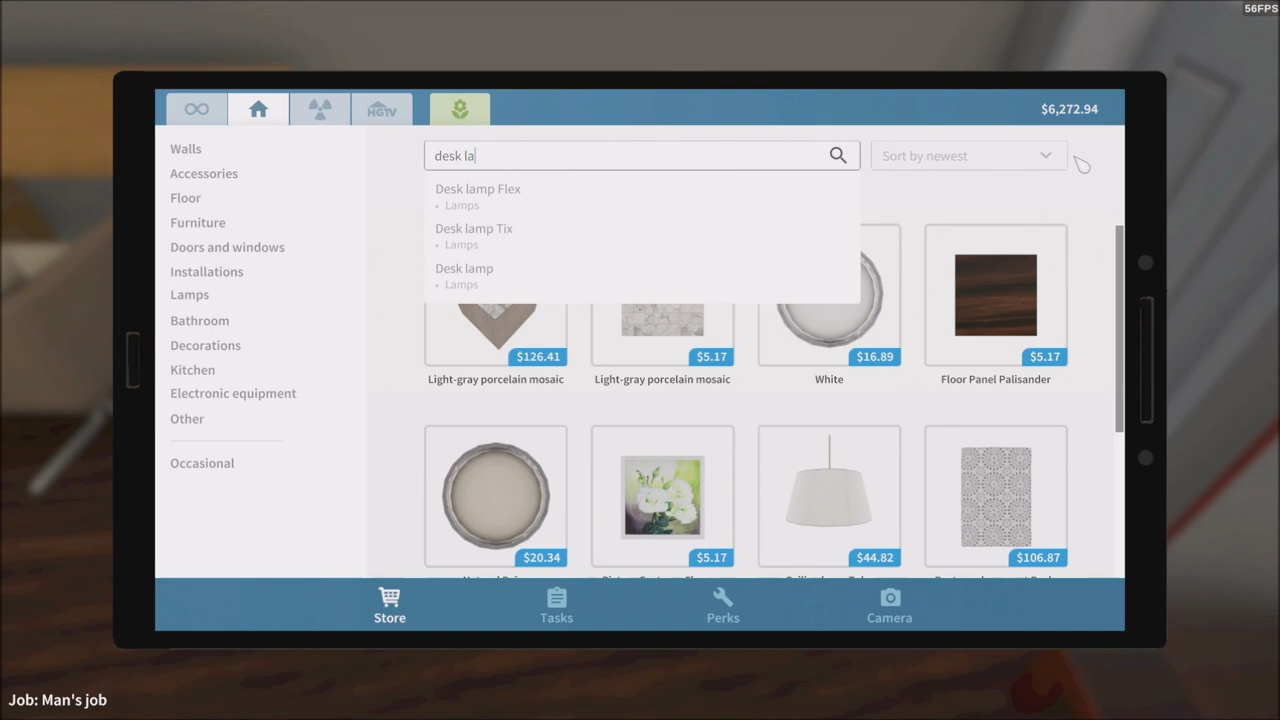 56FPS
HGTV
$6,272.94
Walls
Accessories
Floor
Furniture
Doors and windows
Installations
Lamps
Bathroom
Decorations
Kitchen
Electronic equipment
Other
Occasional
desk la
Sort by newest
Desk lamp Flex
• Lamps
Desk lamp Tix
• Lamps
Desk lamp
• Lamps
$126.41
$5.17
$16.89
$5.17
Light-gray porcelain mosaic
Light-gray porcelain mosaic
White
Floor Panel Palisander
$20.34
$5.17
$44.82
$106.87
Store
Tasks
Perks
Camera
Job: Man's job